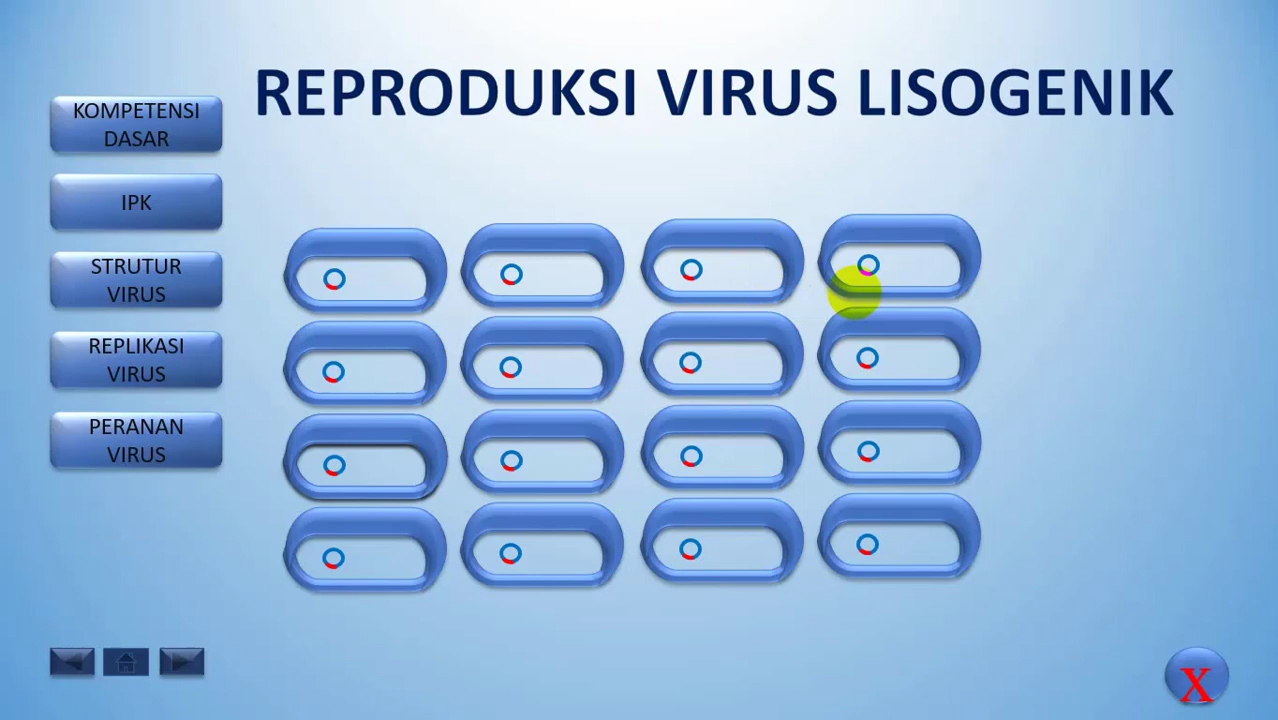 REPRODUKSI VIRUS LISOGENIK
KOMPETENSI
DASAR
IPK
STRUTUR
VIRUS
REPLIKASI
VIRUS
PERANAN
VIRUS
X